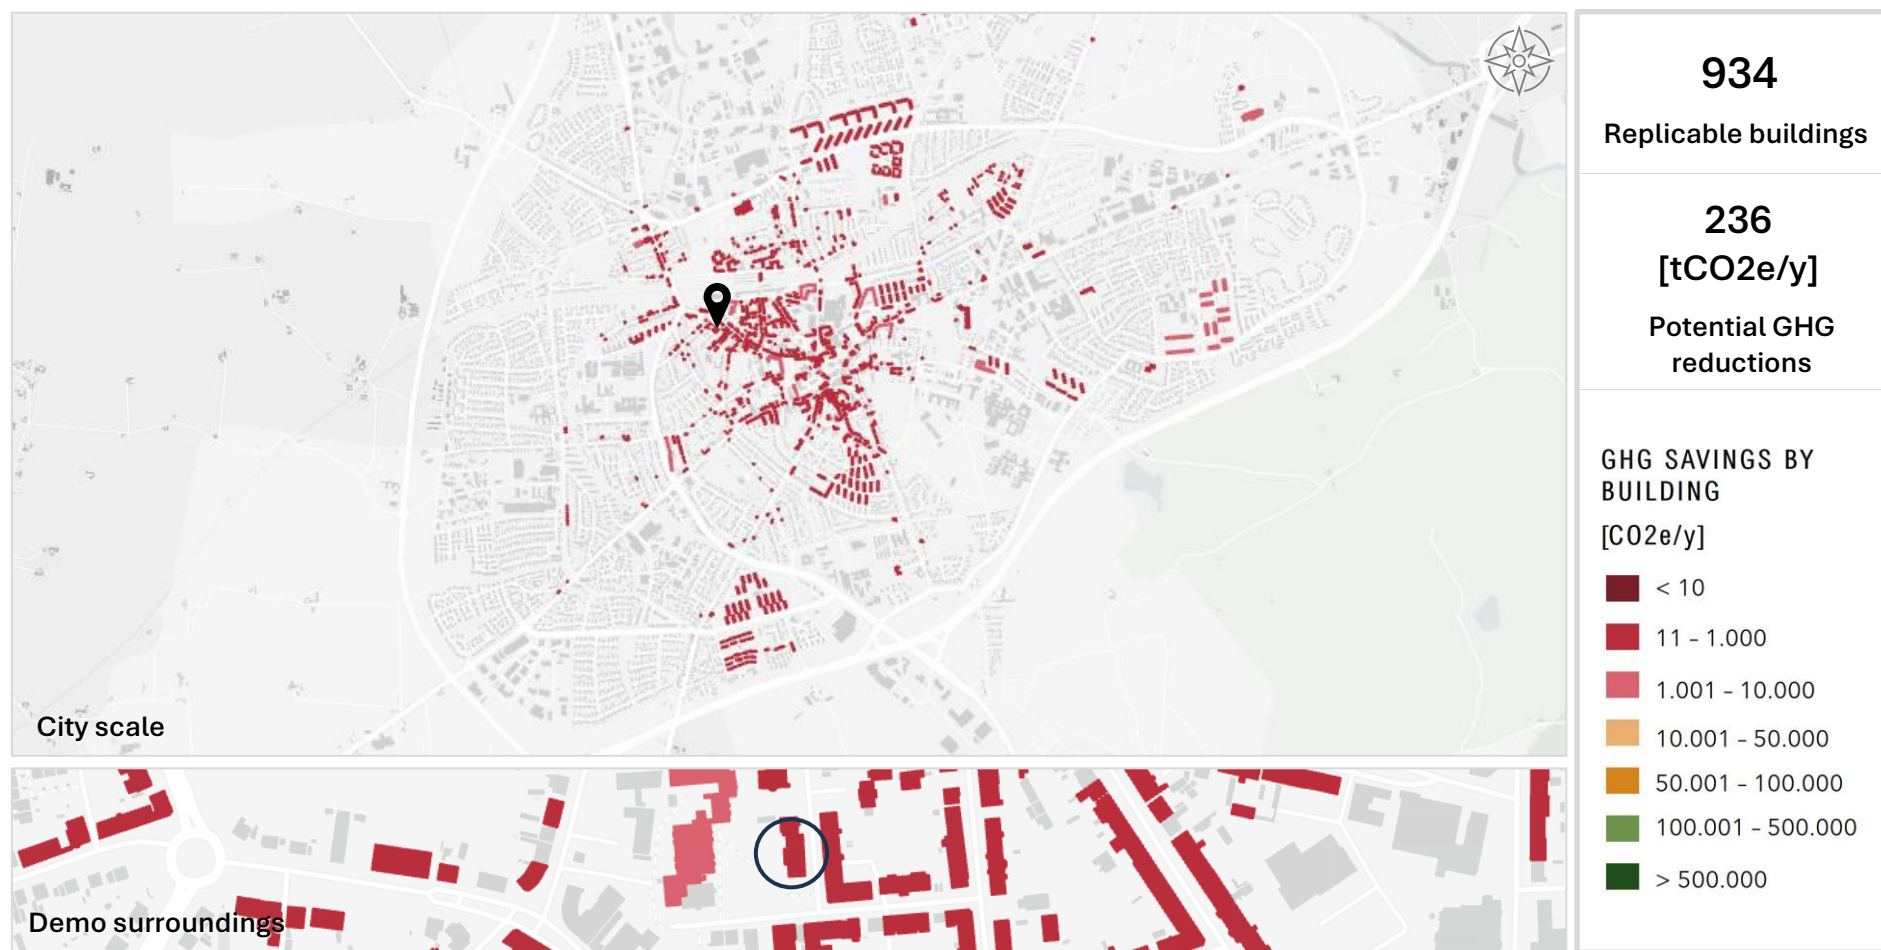 City scale
Demo surroundings
934
Replicable buildings
236
[tCO2e/y]
Potential GHG
reductions
GHG SAVINGS BY
BUILDING
[CO2e/y]
< 10
11 – 1.000
1.001 – 10.000
10.001 – 50.000
50.001 – 100.000
100.001 – 500.000
> 500.000